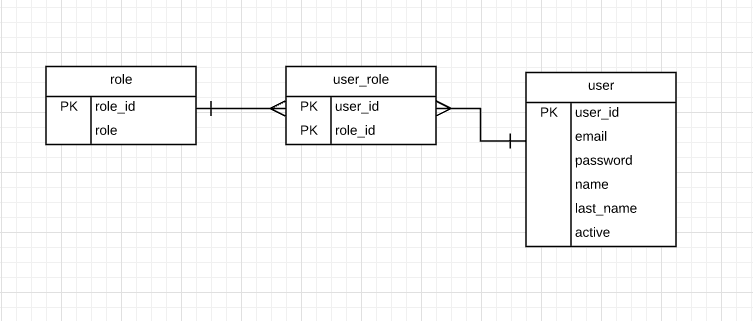 role
PK role_id
role
user_role
PK user_id
PK role_id
user
PK user_id
email
password
name
last_name
active